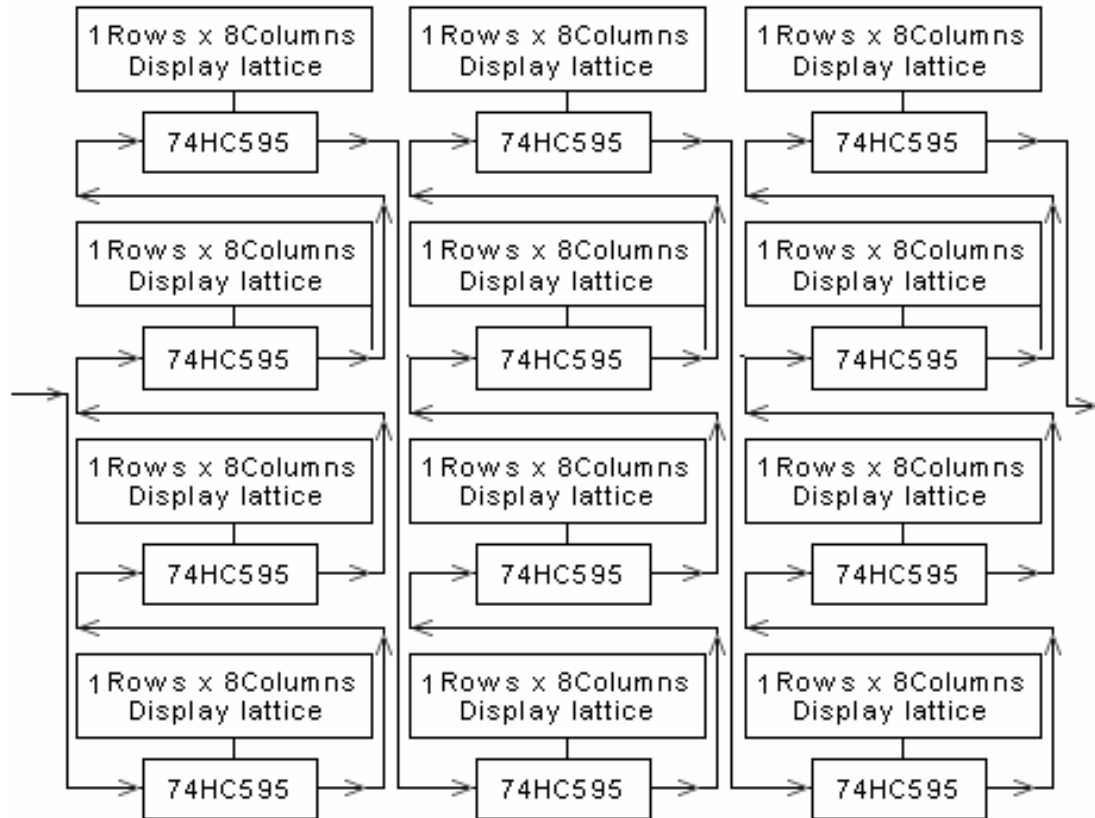 1Rows x 8Columns
Display lattice
1Rows x 8Columns
Display lattice
1Rows x 8Columns
Display lattice
74HC595
74HC595
74HC595
1Rows x 8Columns
Display lattice
1Rows x 8Columns
Display lattice
1Rows x 8Columns
Display lattice
74HC595
74HC595
74HC595
1Rows x 8Columns
Display lattice
1Rows x 8Columns
Display lattice
1Rows x 8Columns
Display lattice
74HC595
74HC595
74HC595
1Rows x 8Columns
Display lattice
1Rows x 8Columns
Display lattice
1Rows x 8Columns
Display lattice
74HC595
74HC595
74HC595